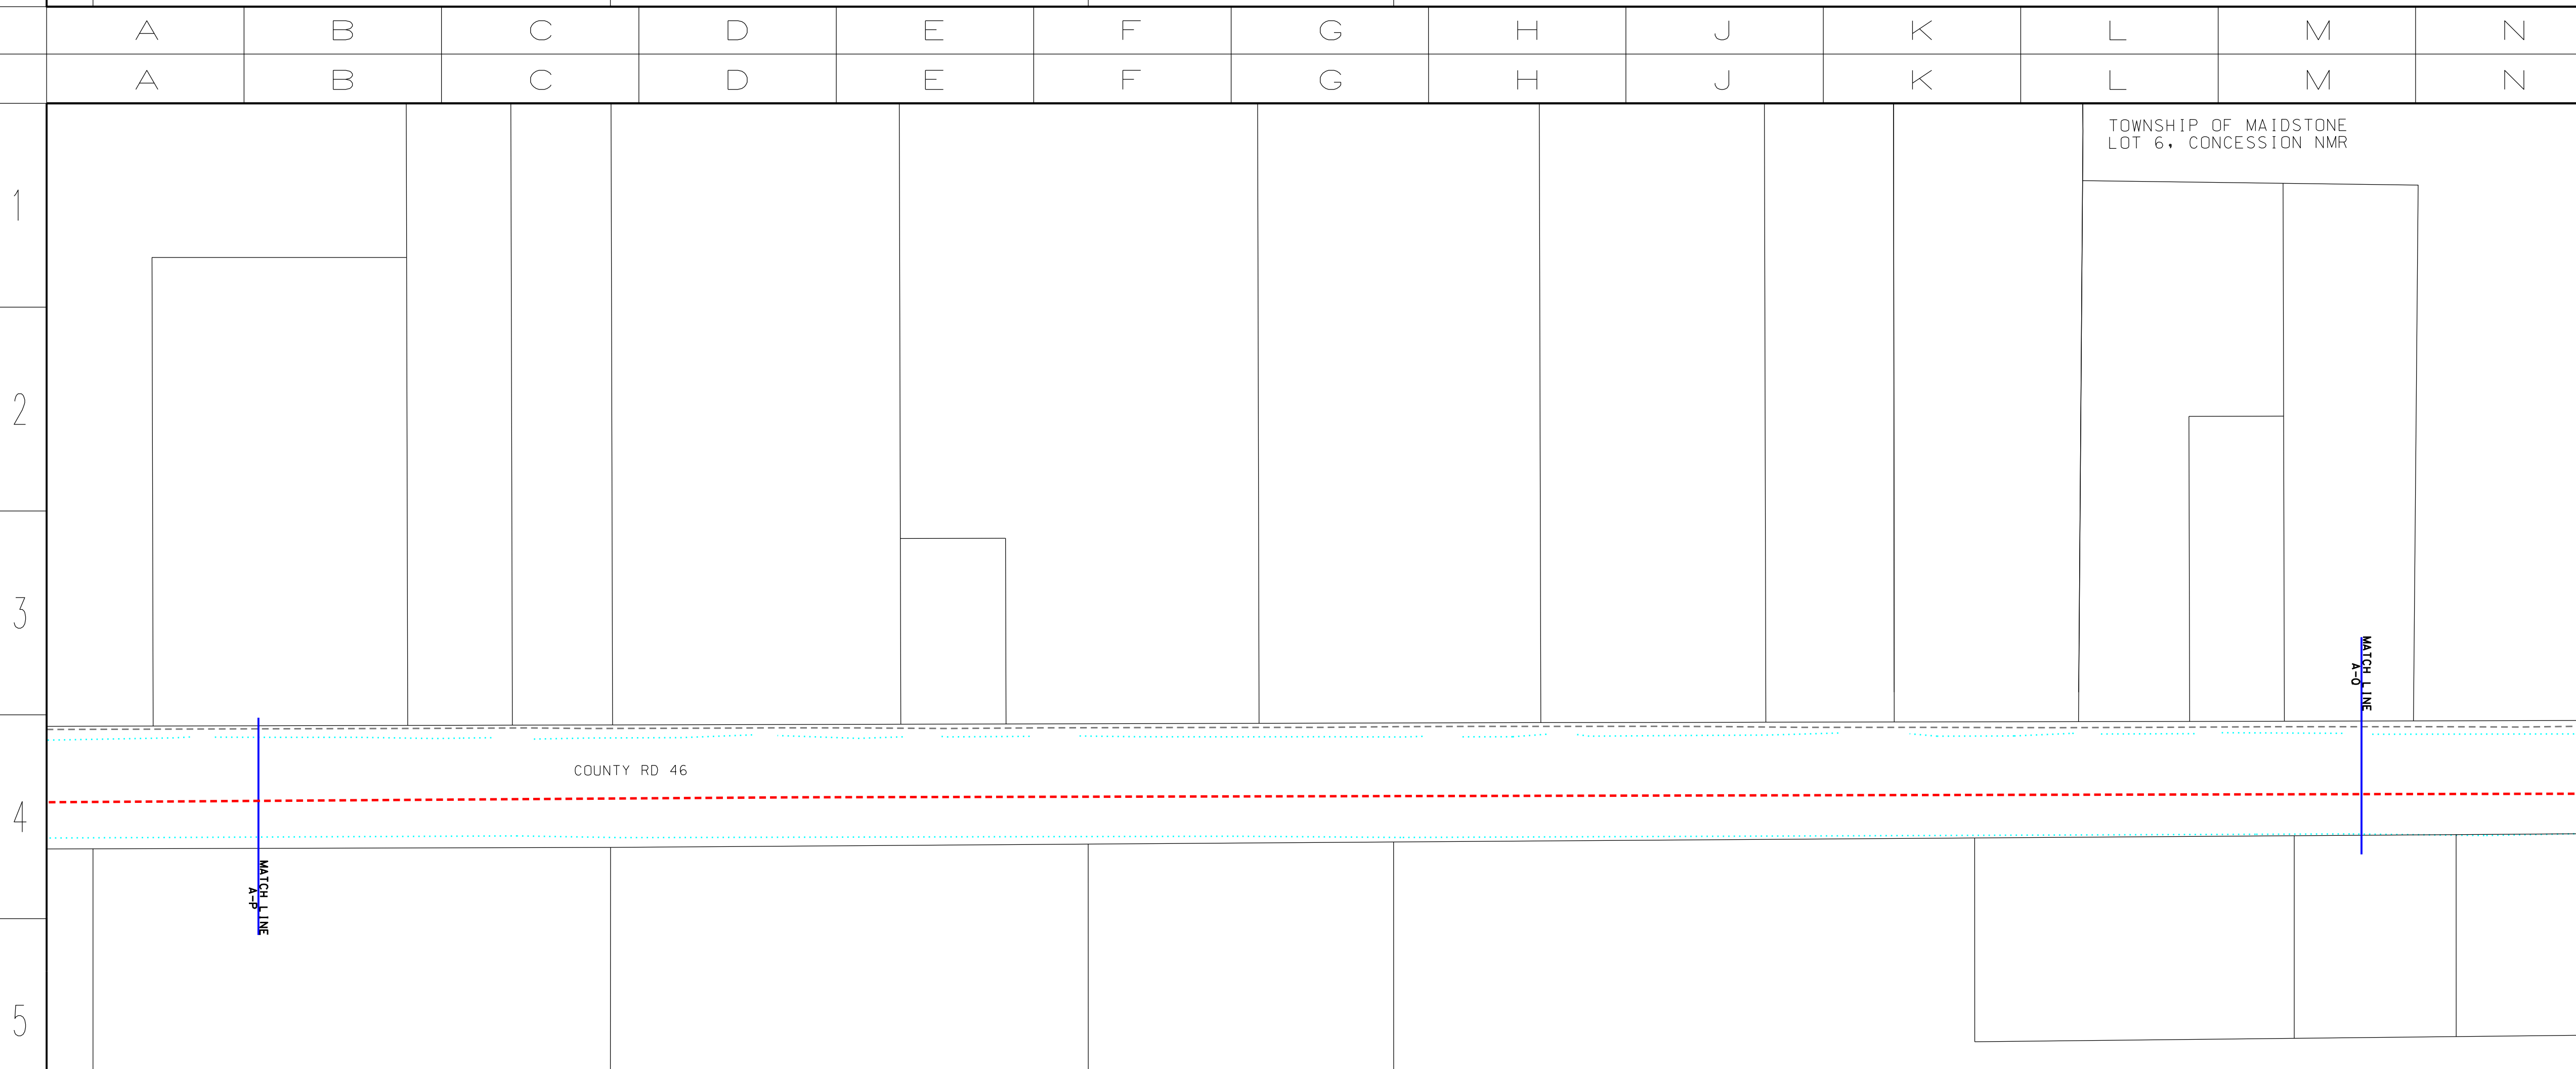 A B C D E F G H J K L M N
A B C D E F G H J K L M N
TOWNSHIP OF MAIDSTONE
LOT 6, CONCESSION NMR
1
2
3
MATCH LINE
A-Q
COUNTY RD 46
4
MATCH LINE
A-P
5